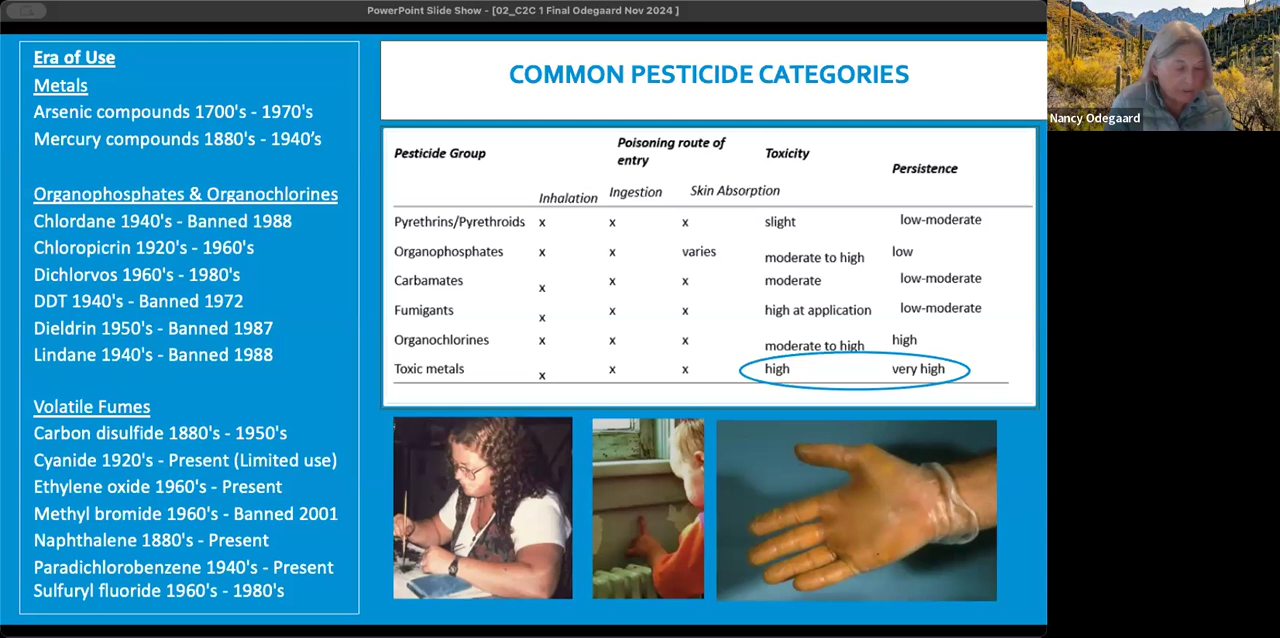 PowerPoint Slide Show - [02_C2C 1 Final Odegaard Nov 2024 ]
Era of Use
Metals
Arsenic compounds 1700's - 1970's
Mercury compounds 1880's - 1940’s
Organophosphates & Organochlorines
Chlordane 1940's - Banned 1988
Chloropicrin 1920's - 1960's
Dichlorvos 1960's - 1980's
DDT 1940's - Banned 1972
Dieldrin 1950's - Banned 1987
Lindane 1940's - Banned 1988
Volatile Fumes
Carbon disulfide 1880's - 1950's
Cyanide 1920's - Present (Limited use)
Ethylene oxide 1960's - Present
Methyl bromide 1960's - Banned 2001
Naphthalene 1880's - Present
Paradichlorobenzene 1940's - Present
Sulfuryl fluoride 1960's - 1980's
COMMON PESTICIDE CATEGORIES
Pesticide Group Poisoning route of entry Toxicity Persistence
Inhalation Ingestion Skin Absorption
Pyrethrins/Pyrethroids x x x slight low-moderate
Organophosphates x x varies moderate to high low
Carbamates x x x moderate low-moderate
Fumigants x x x high at application low-moderate
Organochlorines x x x moderate to high high
Toxic metals x x x high very high
Nancy Odegaard